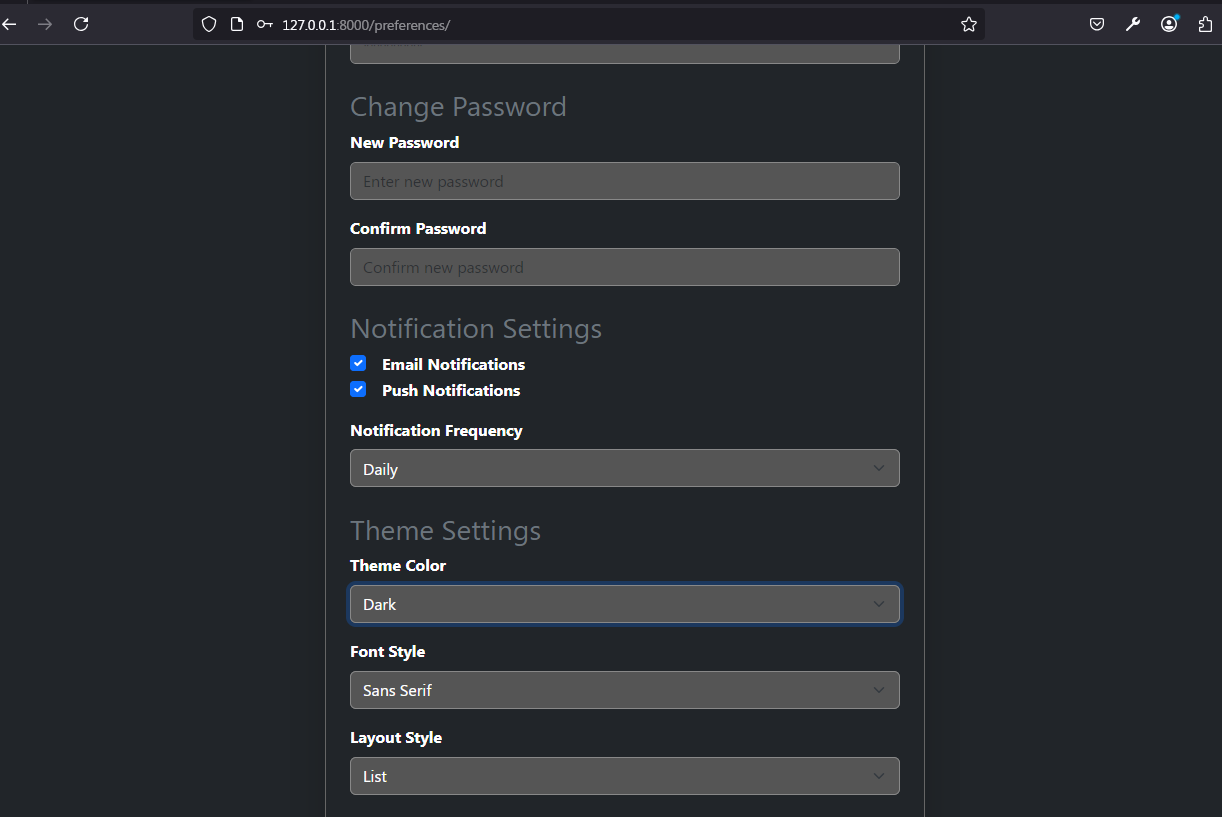 127.0.0.1:8000/preferences/
Change Password
New Password
Enter new password
Confirm Password
Confirm new password
Notification Settings
Email Notifications
Push Notifications
Notification Frequency
Daily
Theme Settings
Theme Color
Dark
Font Style
Sans Serif
Layout Style
List